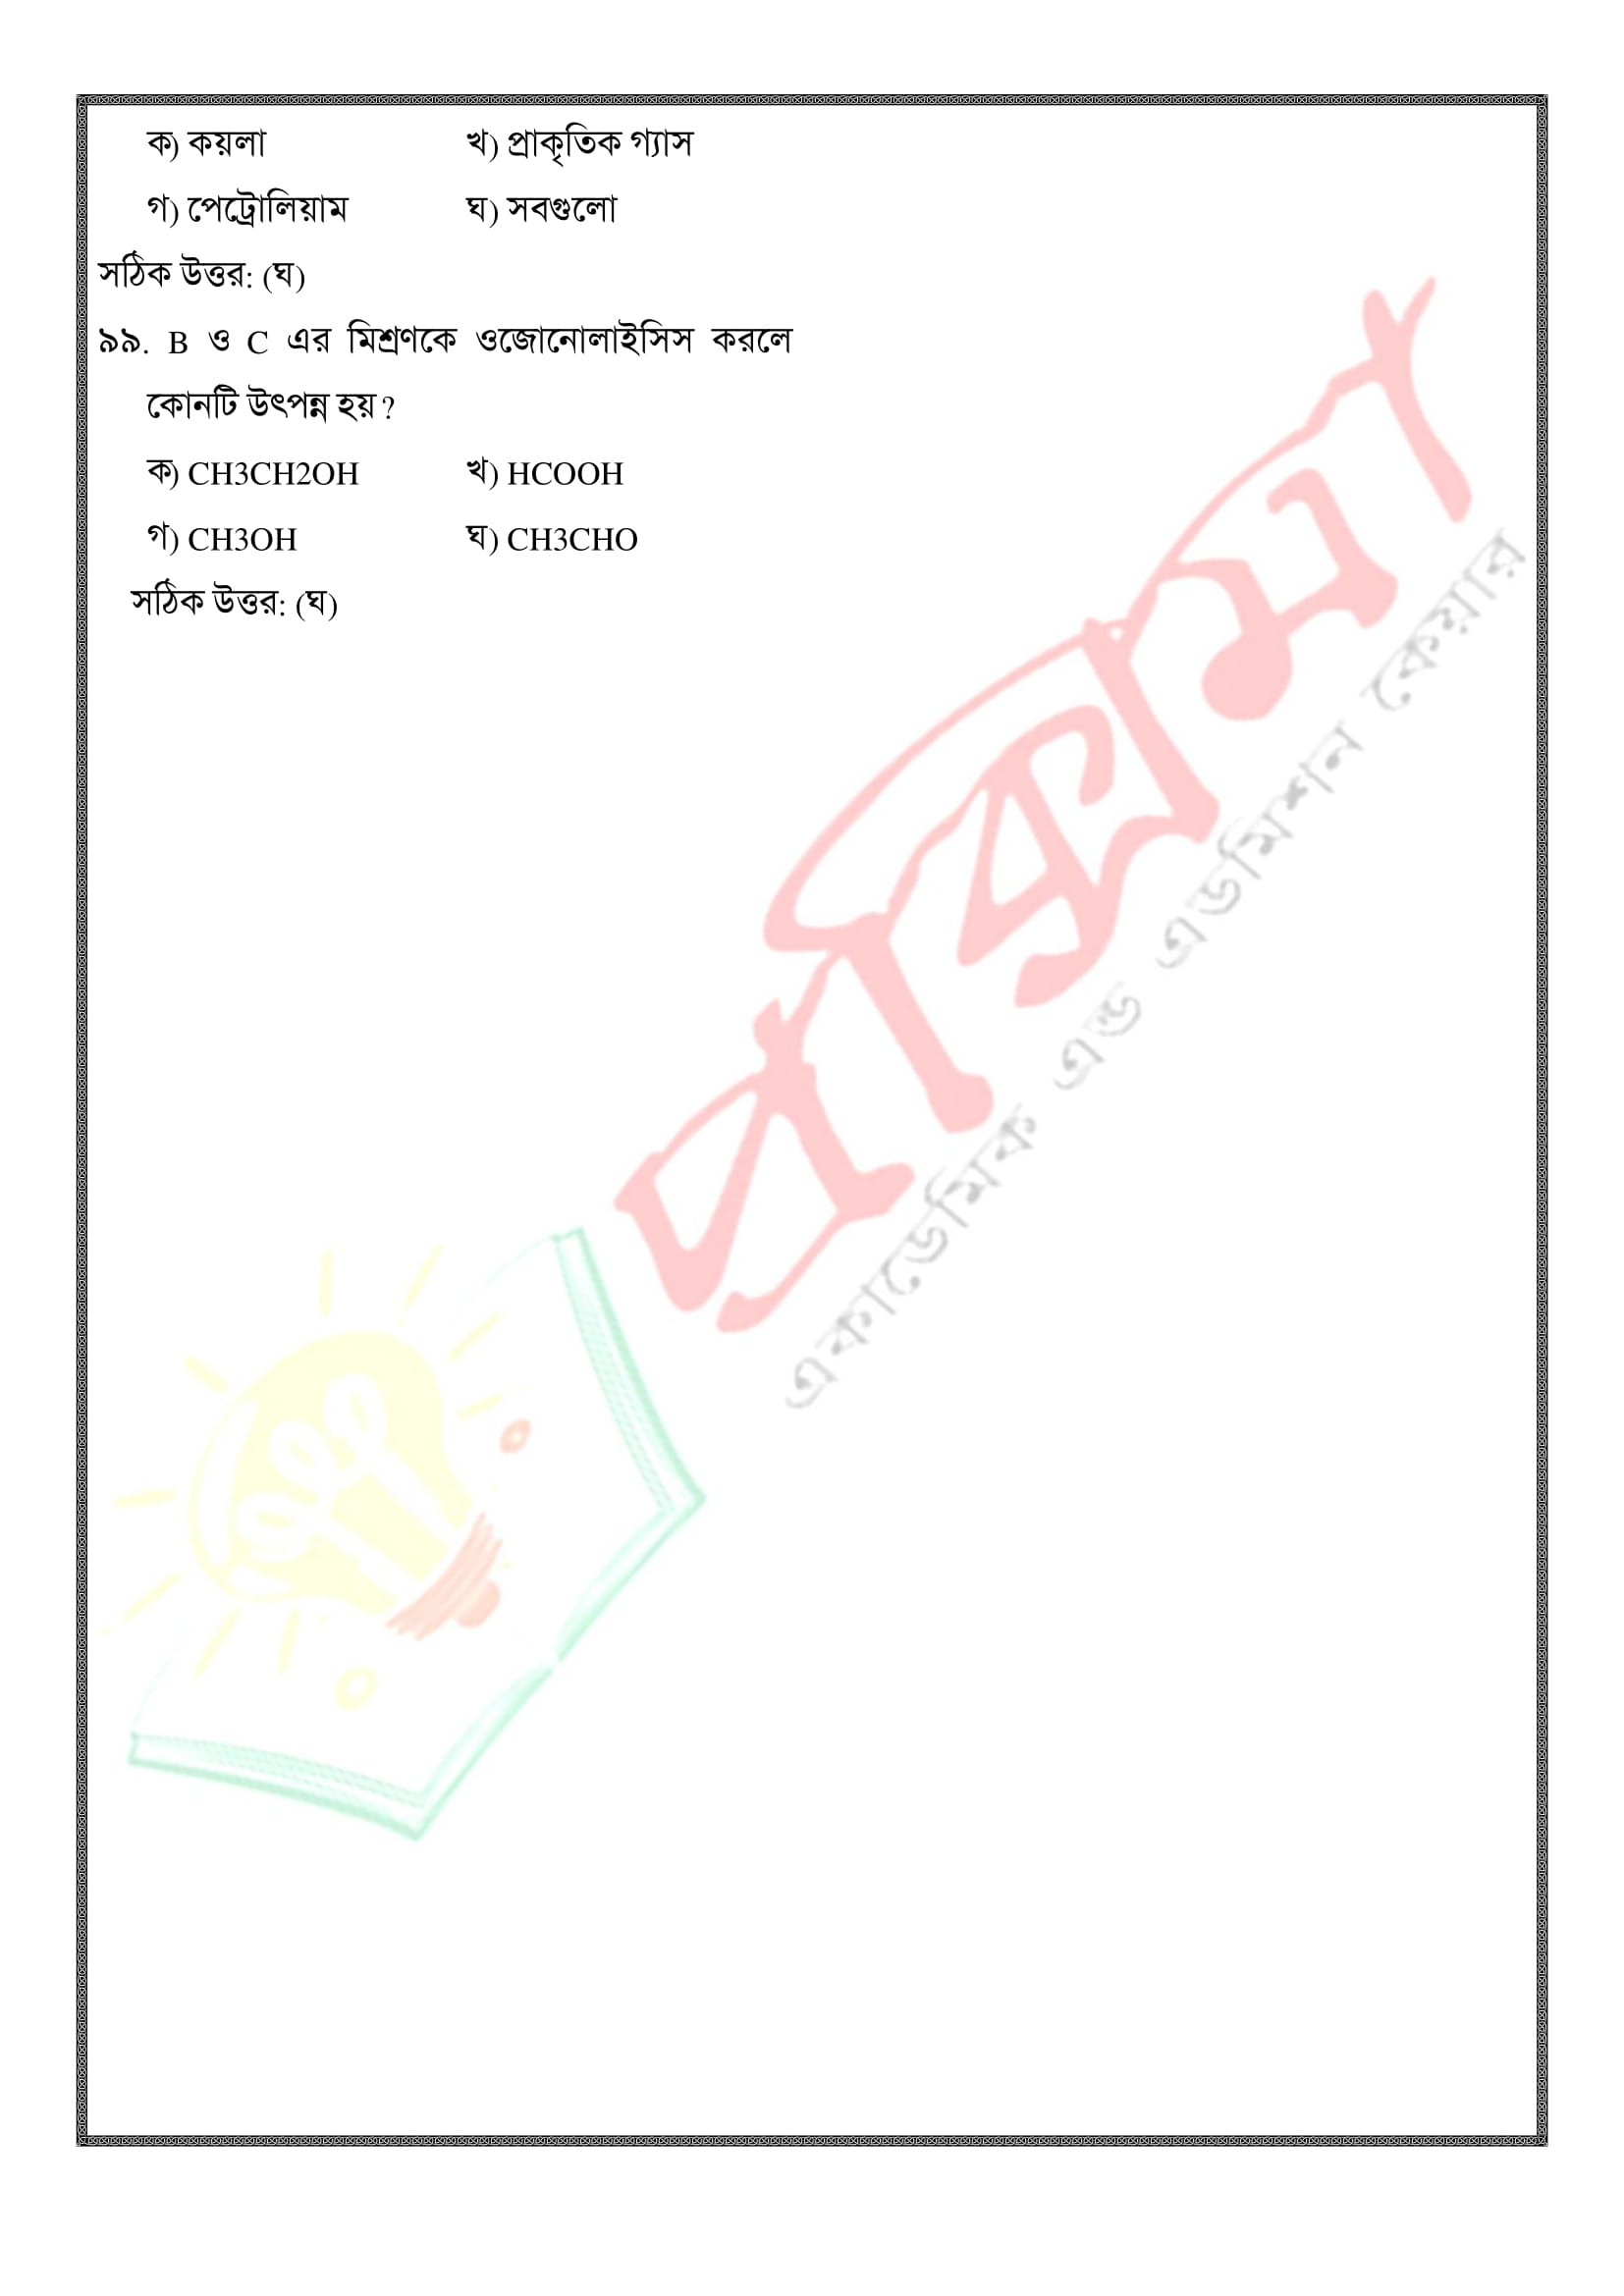 ক) কয়লা খ) প্রাকৃতিক গ্যাস
গ) পেট্রোলিয়াম ঘ) সবগুলো
সঠিক উত্তর: (ঘ)
৯৯. B ও C এর মিশ্রণকে ওজোনোলাইসিস করলে
কোনটি উৎপন্ন হয়?
ক) CH3CH2OH খ) HCOOH
গ) CH3OH ঘ) CH3CHO
সঠিক উত্তর: (ঘ)
একাডেমিক এন্ড এডমিশন কেয়ার